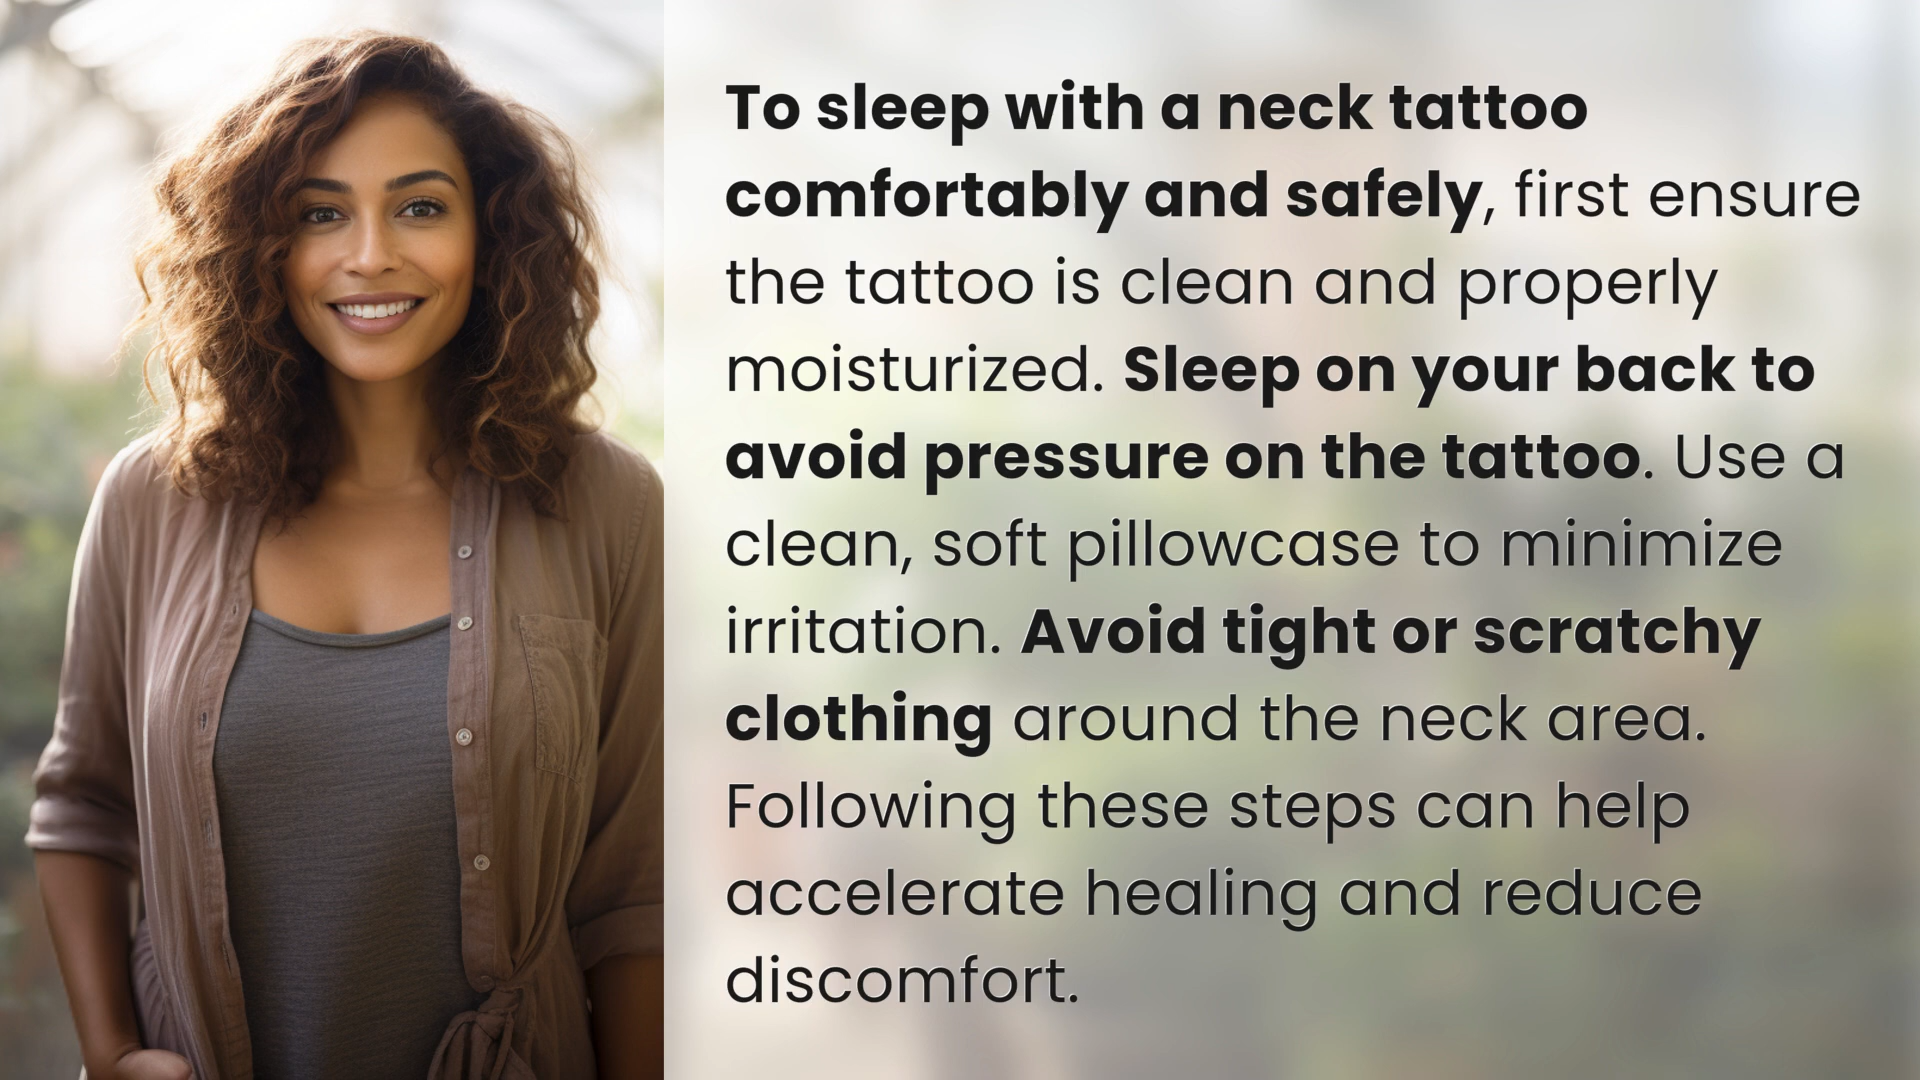 To sleep with a neck tattoo
comfortably and safely, first ensure
the tattoo is clean and properly
moisturized. Sleep on your back to
avoid pressure on the tattoo. Use a
clean, soft pillowcase to minimize
irritation. Avoid tight or scratchy
clothing around the neck area.
Following these steps can help
accelerate healing and reduce
discomfort.